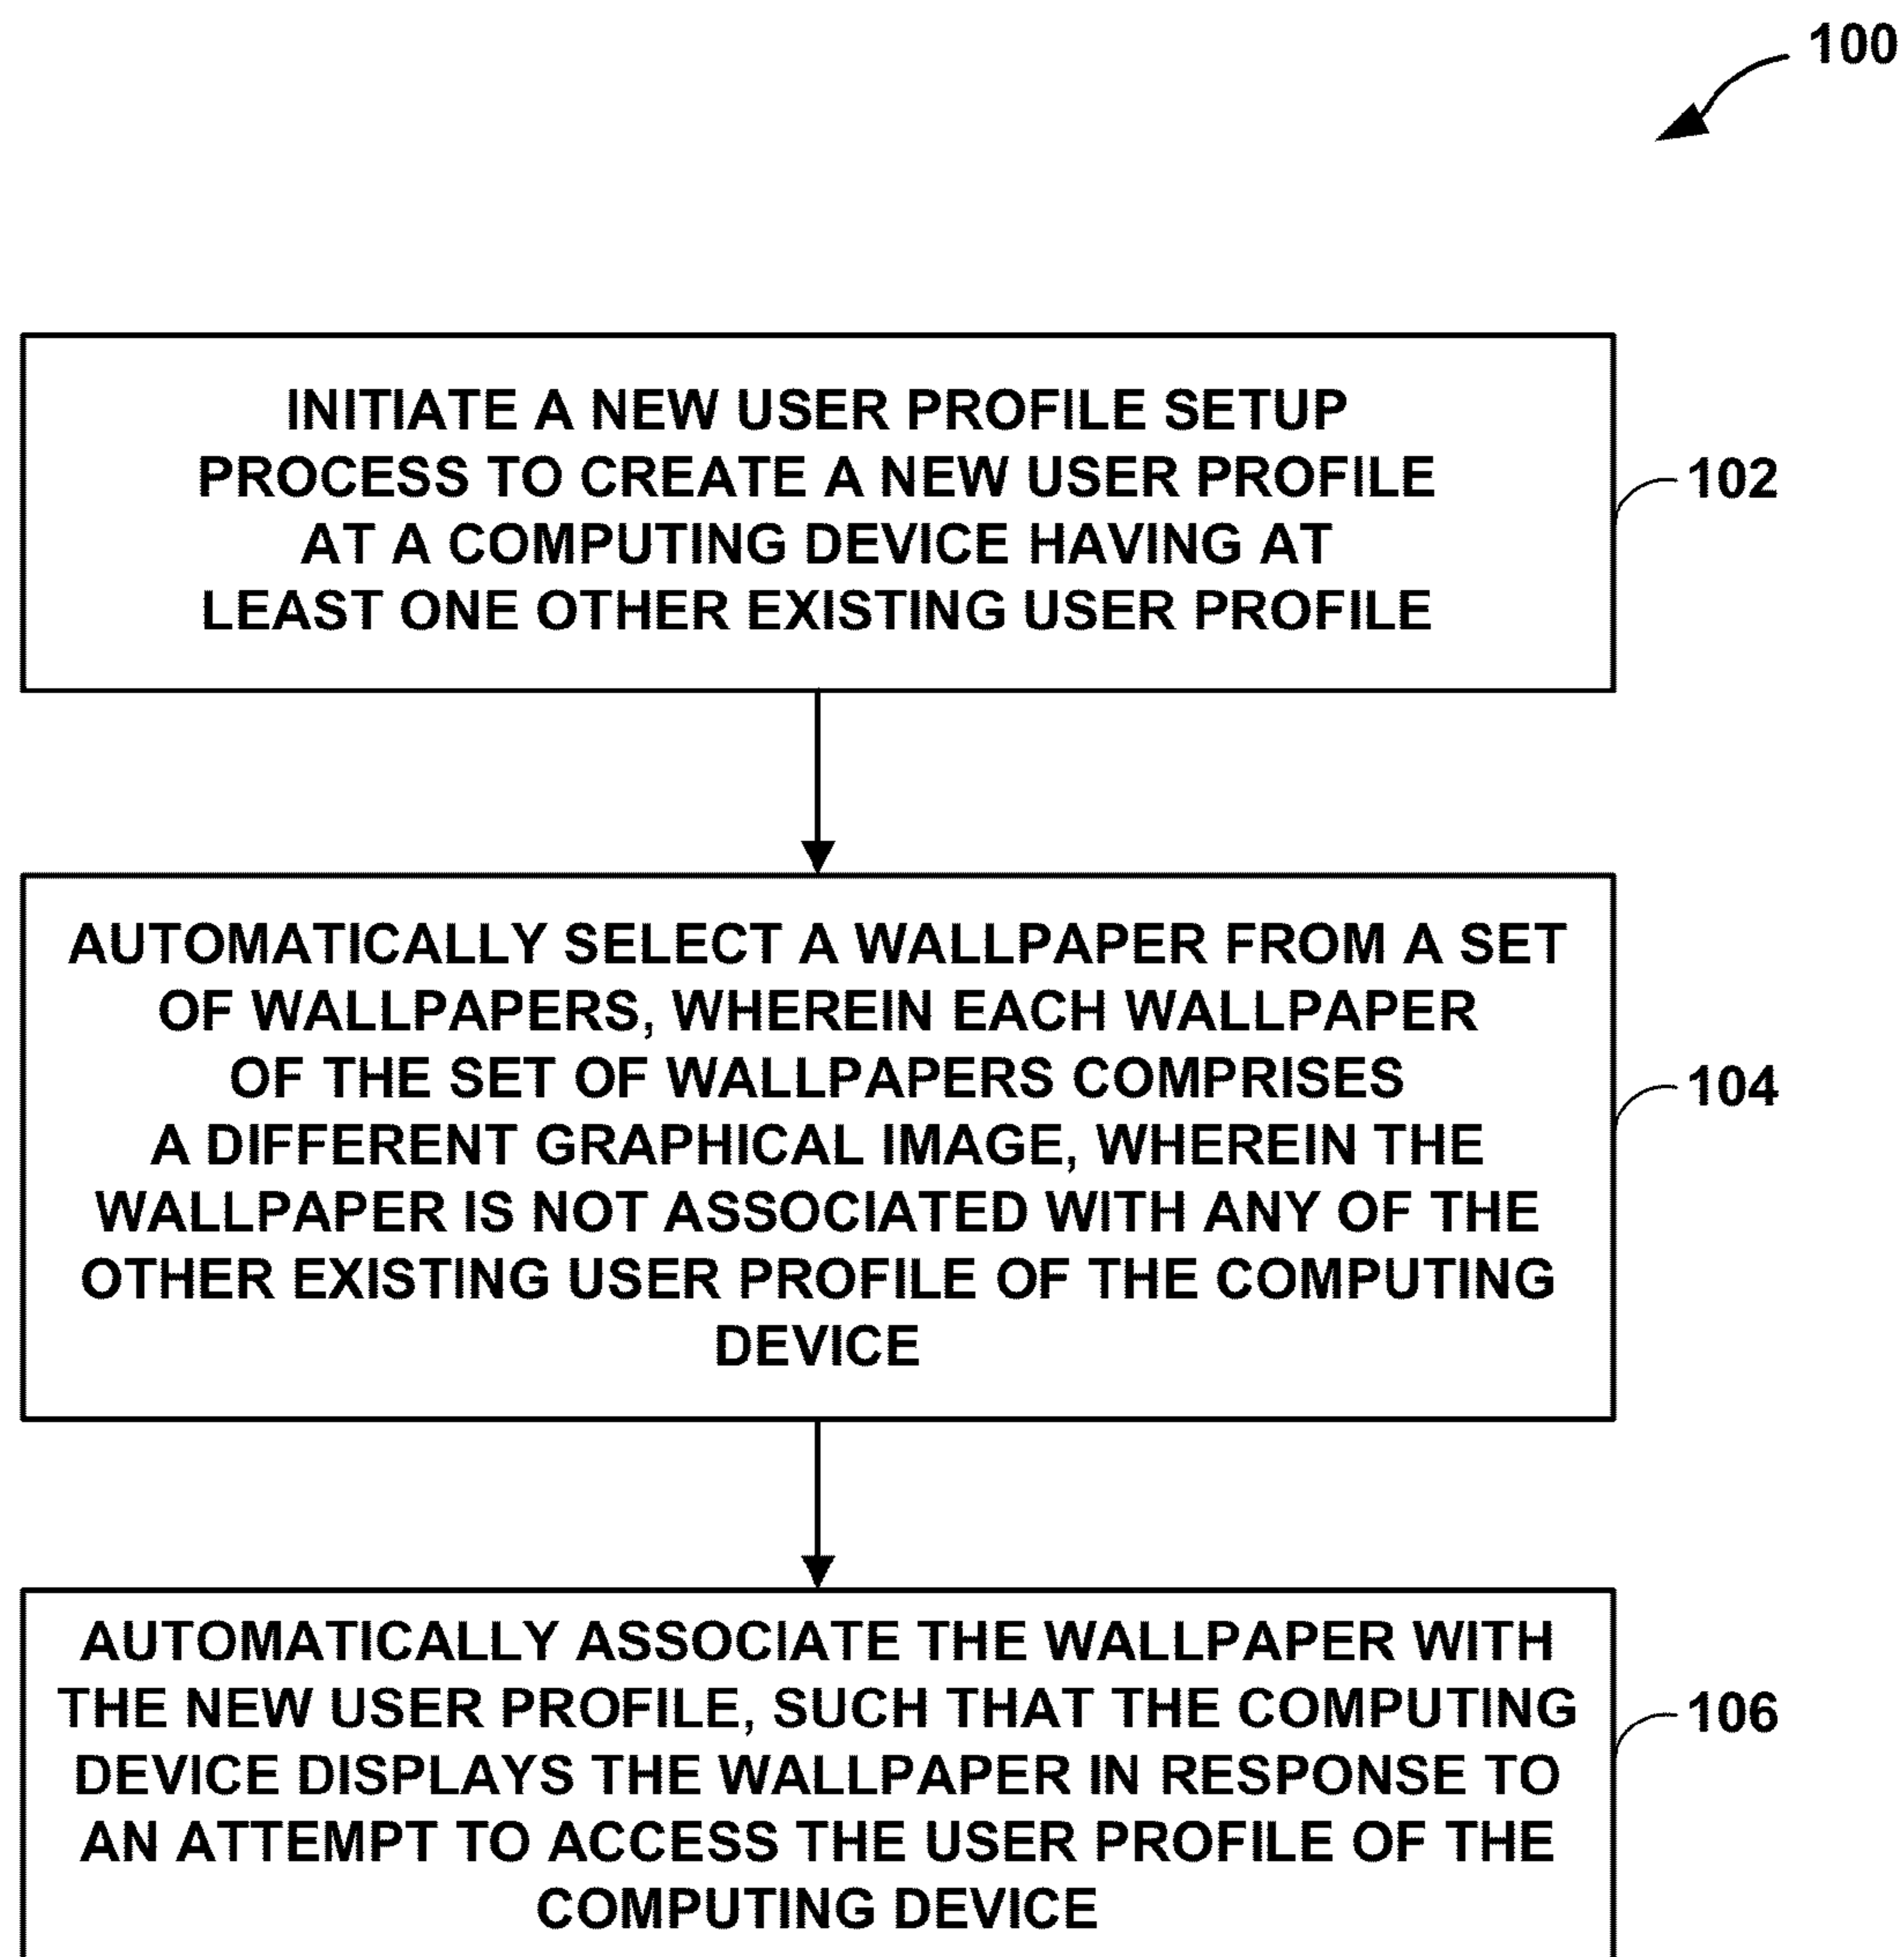 100
INITIATE A NEW USER PROFILE SETUP
PROCESS TO CREATE A NEW USER PROFILE
AT A COMPUTING DEVICE HAVING AT
LEAST ONE OTHER EXISTING USER PROFILE
102
AUTOMATICALLY SELECT A WALLPAPER FROM A SET
OF WALLPAPERS, WHEREIN EACH WALLPAPER
OF THE SET OF WALLPAPERS COMPRISES
A DIFFERENT GRAPHICAL IMAGE, WHEREIN THE
WALLPAPER IS NOT ASSOCIATED WITH ANY OF THE
OTHER EXISTING USER PROFILE OF THE COMPUTING
DEVICE
104
AUTOMATICALLY ASSOCIATE THE WALLPAPER WITH
THE NEW USER PROFILE, SUCH THAT THE COMPUTING
DEVICE DISPLAYS THE WALLPAPER IN RESPONSE TO
AN ATTEMPT TO ACCESS THE USER PROFILE OF THE
COMPUTING DEVICE
106